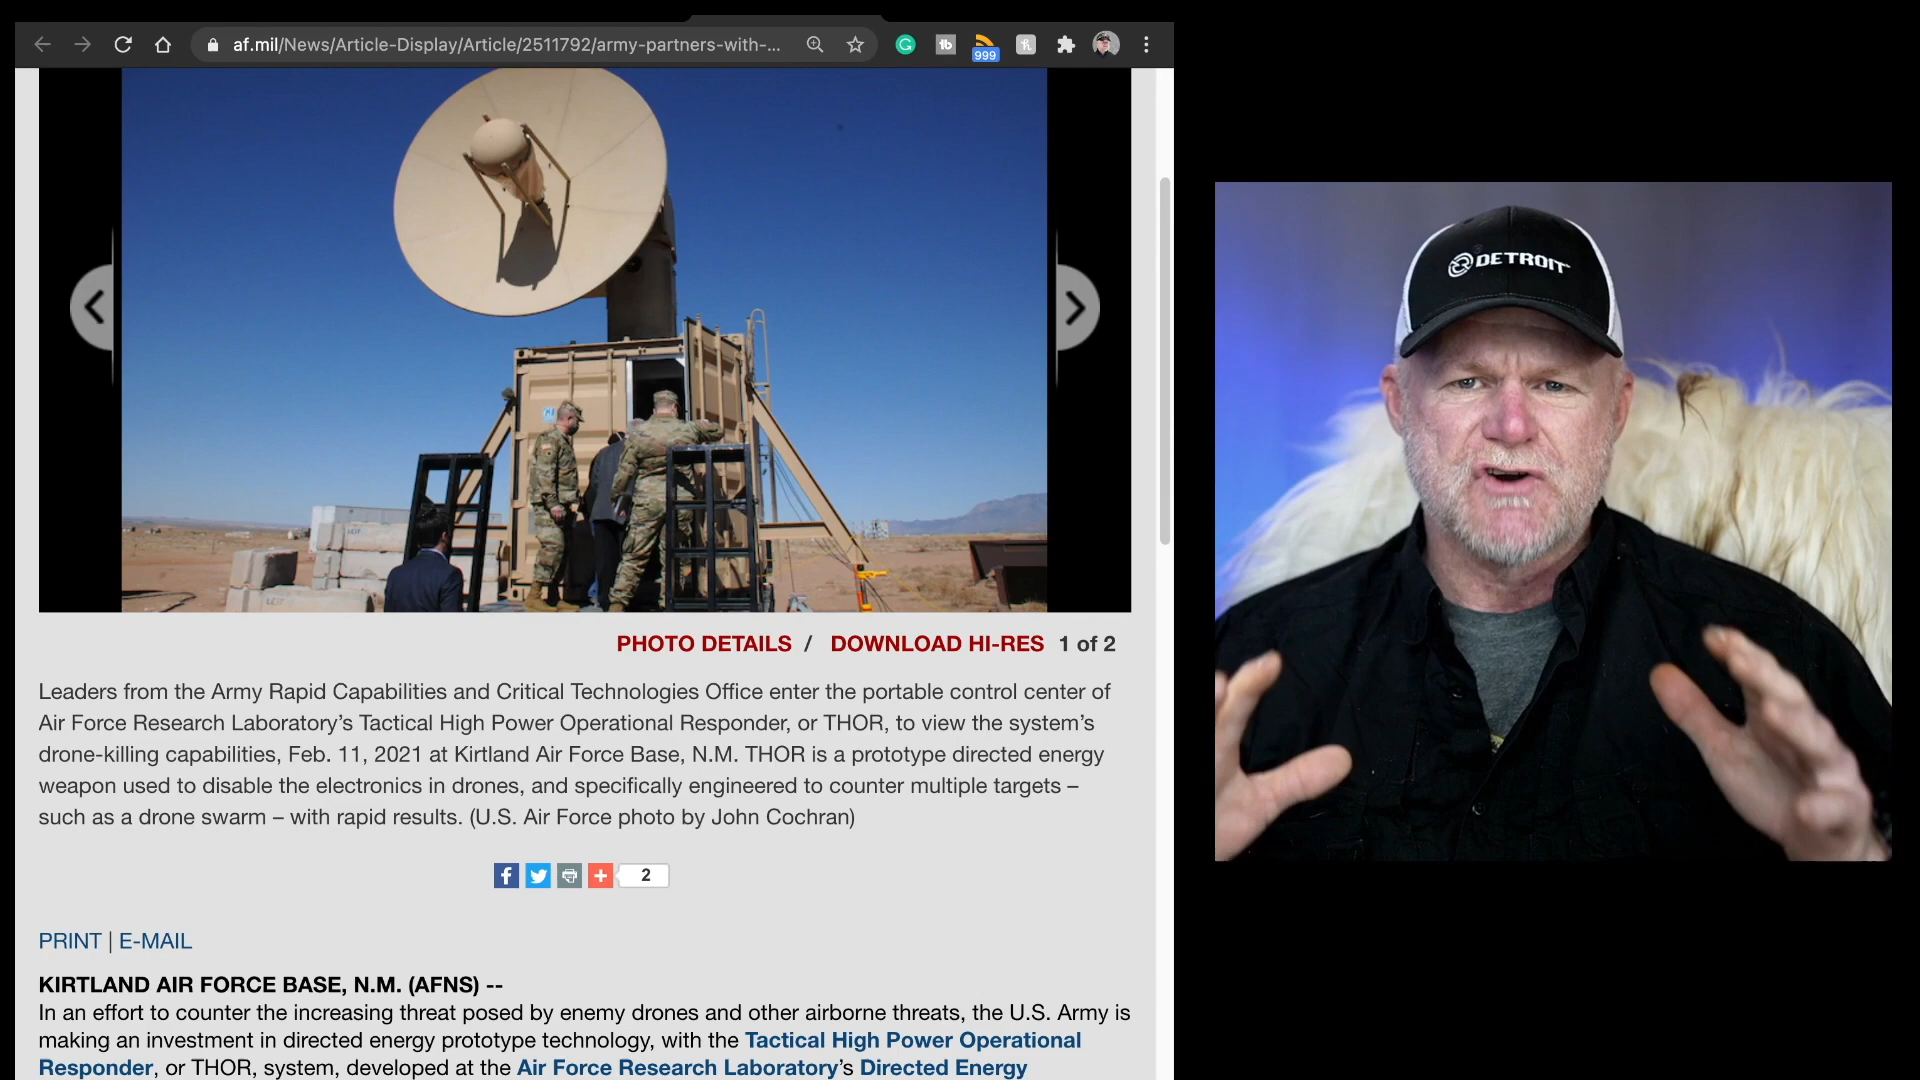 af.mil/News/Article-Display/Article/2511792/army-partners-with-...
999
DETROIT
PHOTO DETAILS / DOWNLOAD HI-RES 1 of 2
Leaders from the Army Rapid Capabilities and Critical Technologies Office enter the portable control center of
Air Force Research Laboratory’s Tactical High Power Operational Responder, or THOR, to view the system’s
drone-killing capabilities, Feb. 11, 2021 at Kirtland Air Force Base, N.M. THOR is a prototype directed energy
weapon used to disable the electronics in drones, and specifically engineered to counter multiple targets –
such as a drone swarm – with rapid results. (U.S. Air Force photo by John Cochran)
2
PRINT | E-MAIL
KIRTLAND AIR FORCE BASE, N.M. (AFNS) --
In an effort to counter the increasing threat posed by enemy drones and other airborne threats, the U.S. Army is
making an investment in directed energy prototype technology, with the Tactical High Power Operational
Responder, or THOR, system, developed at the Air Force Research Laboratory’s Directed Energy